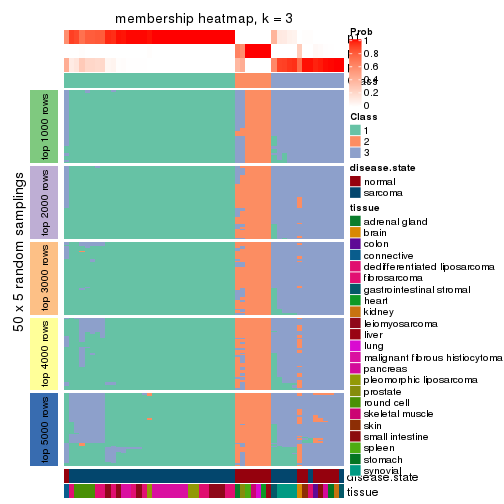 membership heatmap, k = 3
Prob
1
0.8
0.6
0.4
0.2
0
Class
1
2
3
disease.state
normal
sarcoma
tissue
adrenal gland
brain
colon
connective
dedifferentiated liposarcoma
fibrosarcoma
gastrointestinal stromal
heart
kidney
leiomyosarcoma
liver
lung
malignant fibrous histiocytoma
pancreas
pleomorphic liposarcoma
prostate
round cell
skeletal muscle
skin
small intestine
spleen
stomach
synovial
50 x 5 random samplings
top 1000 rows
top 2000 rows
top 3000 rows
top 4000 rows
top 5000 rows
disease.state
tissue